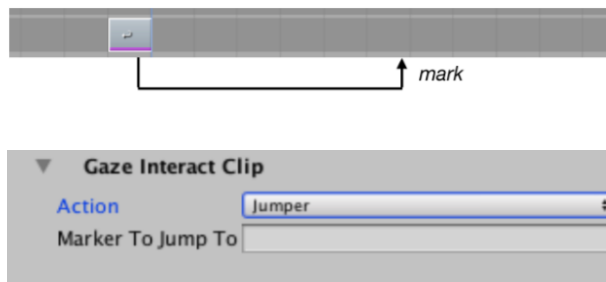 mark
Gaze Interact Clip
Action Jumper
Marker To Jump To